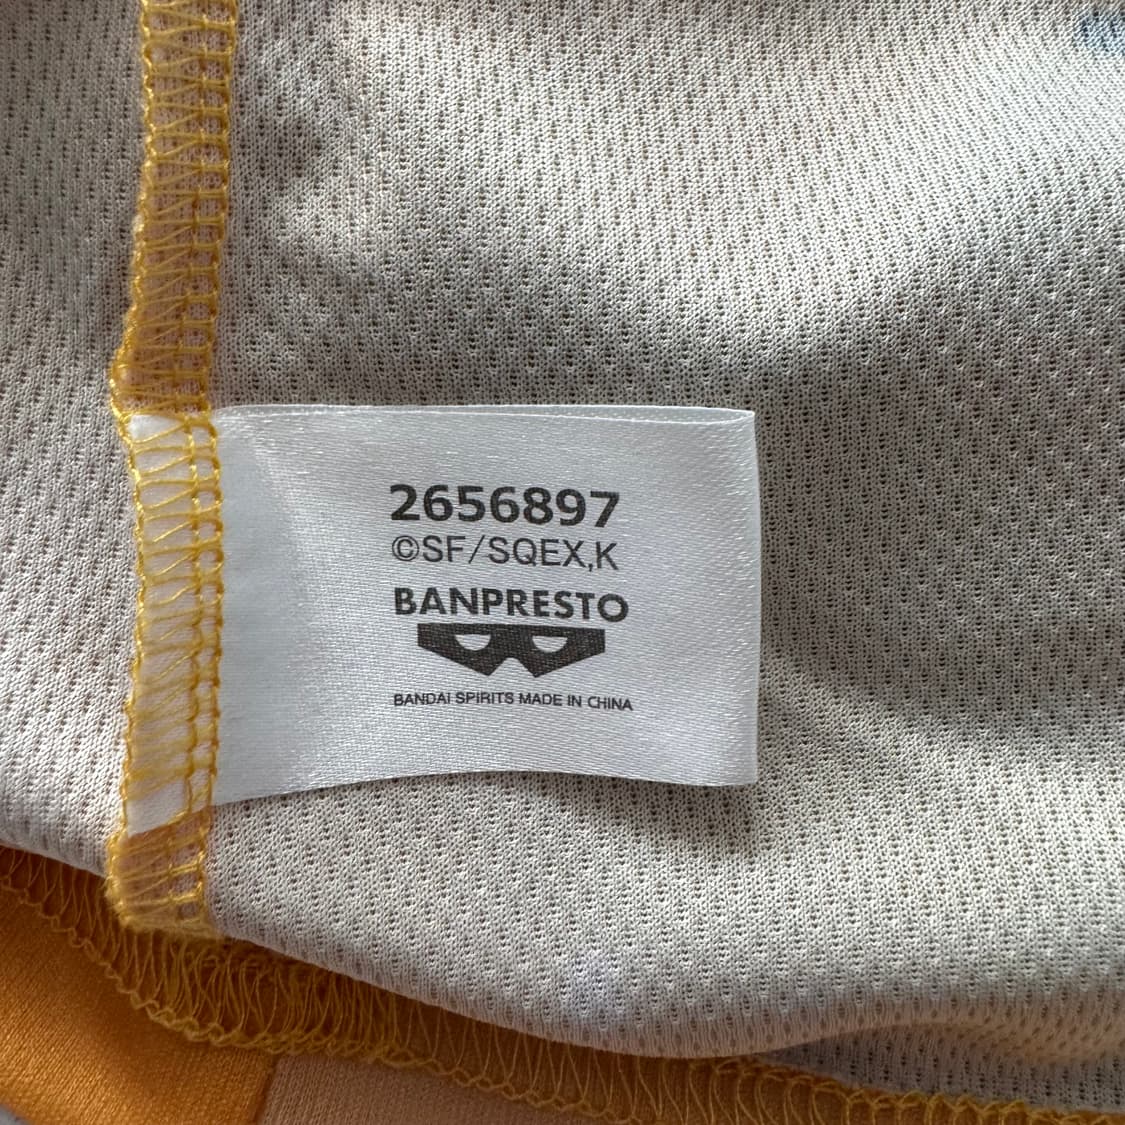 2656897
©SF/SQEX,K
BANPRESTO
BANDAI SPIRITS MADE IN CHINA